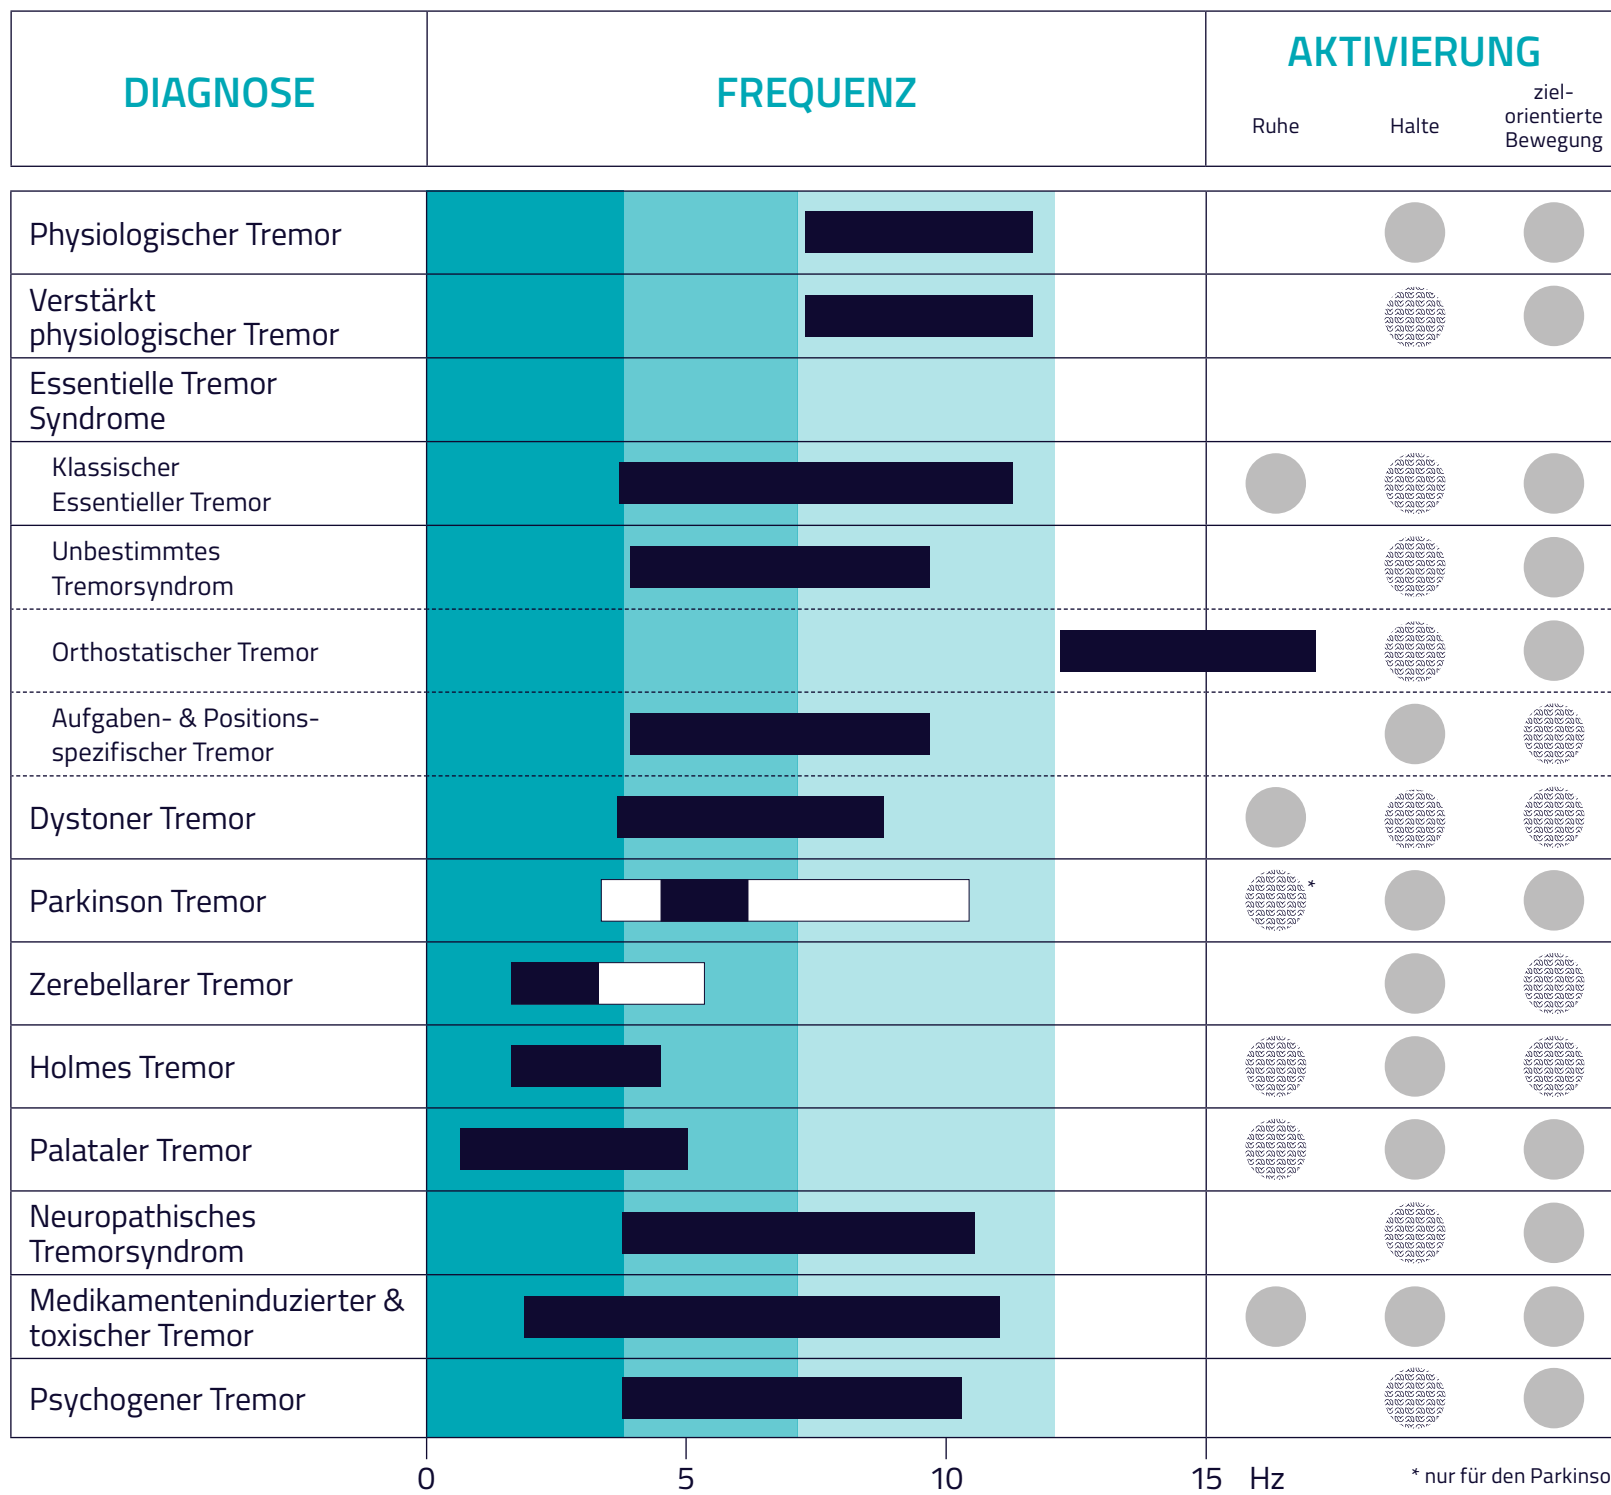 DIAGNOSE
FREQUENZ
AKTIVIERUNG
Ruhe
Halte
ziel-
orientierte
Bewegung
Physiologischer Tremor
Verstärkt
physiologischer Tremor
Essentielle Tremor
Syndrome
Klassischer
Essentieller Tremor
Unbestimmtes
Tremorsyndrom
Orthostatischer Tremor
Aufgaben- & Positions-
spezifischer Tremor
Dystoner Tremor
Parkinson Tremor
*
Zerebellarer Tremor
Holmes Tremor
Palataler Tremor
Neuropathisches
Tremorsyndrom
Medikamenteninduzierter &
toxischer Tremor
Psychogener Tremor
0 5 10 15 Hz
* nur für den Parkinso